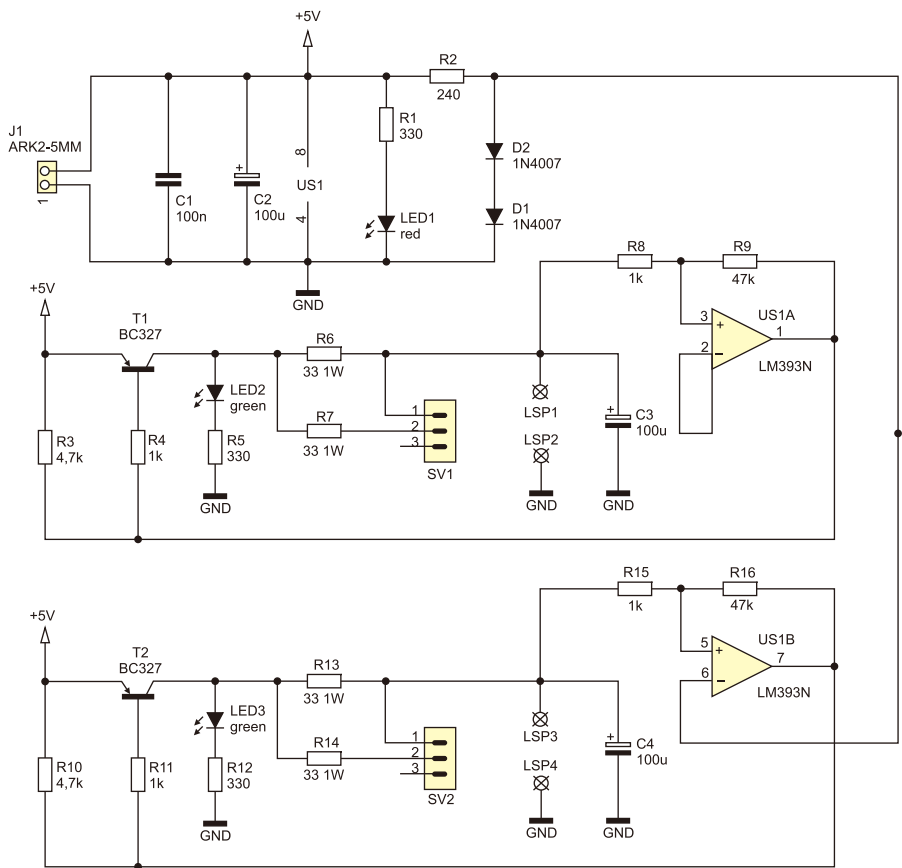 +5V
R2
240
J1
ARK2-5MM
1
C1
100n
+
C2
100u
8
US1
4
R1
330
LED1
red
D2
1N4007
D1
1N4007
GND
R8
1k
R9
47k
+5V
T1
BC327
R6
33 1W
US1A
3
+
1
2
−
LM393N
LED2
green
R3
4,7k
R4
1k
R5
330
R7
33 1W
1
2
3
SV1
LSP1
LSP2
+
C3
100u
GND
GND
GND
R15
1k
R16
47k
+5V
T2
BC327
R13
33 1W
US1B
5
+
7
6
−
LM393N
LED3
green
R10
4,7k
R11
1k
R12
330
R14
33 1W
1
2
3
SV2
LSP3
LSP4
+
C4
100u
GND
GND
GND